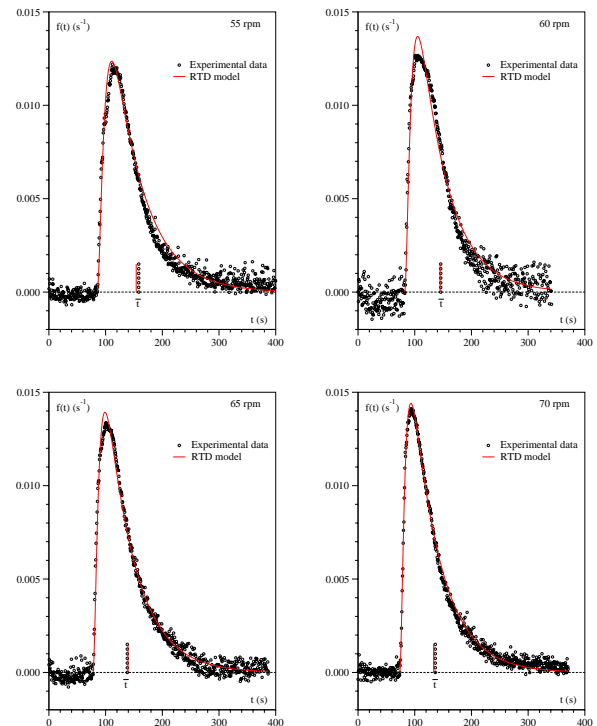 0.015
f(t) (s⁻¹)
55 rpm
Experimental data
RTD model
0.010
0.005
0.000
t̄
t (s)
0 100 200 300 400
0.015
f(t) (s⁻¹)
60 rpm
Experimental data
RTD model
0.010
0.005
0.000
t̄
t (s)
0 100 200 300 400
0.015
f(t) (s⁻¹)
65 rpm
Experimental data
RTD model
0.010
0.005
0.000
t̄
t (s)
0 100 200 300 400
0.015
f(t) (s⁻¹)
70 rpm
Experimental data
RTD model
0.010
0.005
0.000
t̄
t (s)
0 100 200 300 400